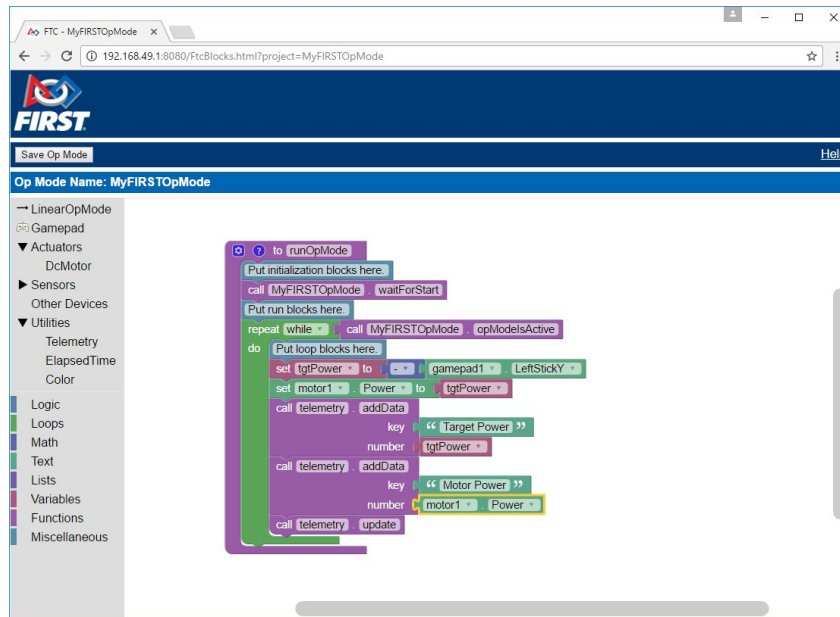 FTC - MyFIRSTOpMode
192.168.49.1:8080/FtcBlocks.html?project=MyFIRSTOpMode
FIRST
Save Op Mode
Hel
Op Mode Name: MyFIRSTOpMode
LinearOpMode
Gamepad
Actuators
DcMotor
Sensors
Other Devices
Utilities
Telemetry
ElapsedTime
Color
Logic
Loops
Math
Text
Lists
Variables
Functions
Miscellaneous
? to runOpMode
Put initialization blocks here.
call MyFIRSTOpMode . waitForStart
Put run blocks here.
repeat while call MyFIRSTOpMode . opModeIsActive
do Put loop blocks here.
set tgtPower to - gamepad1 . LeftStickY
set motor1 . Power to tgtPower
call telemetry . addData
key “ Target Power ”
number tgtPower
call telemetry . addData
key “ Motor Power ”
number motor1 . Power
call telemetry . update